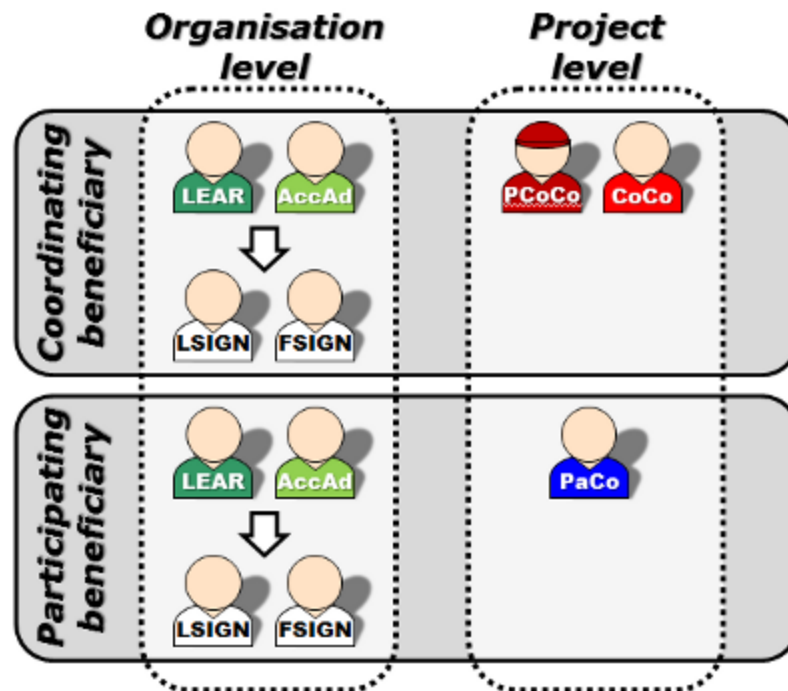 Organisation
level
Project
level
Coordinating
beneficiary
LEAR
AccAd
PCoCo
CoCo
LSIGN
FSIGN
Participating
beneficiary
LEAR
AccAd
PaCo
LSIGN
FSIGN